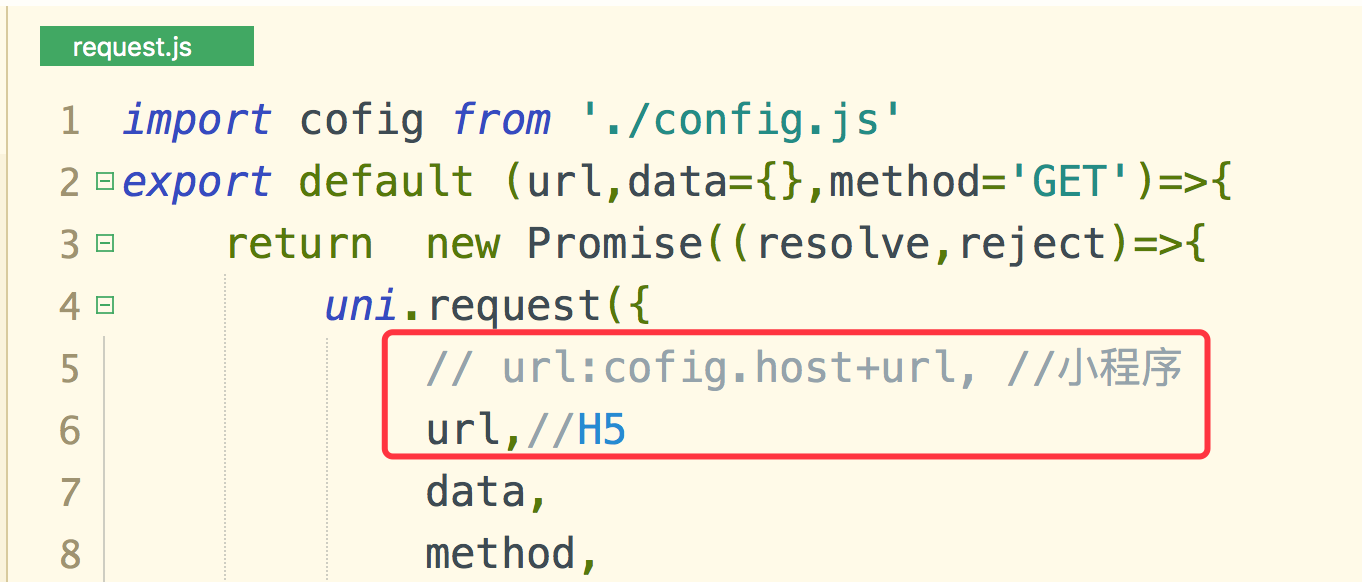 request.js
1 import cofig from './config.js'
2 export default (url,data={},method='GET')=>{
3 return  new Promise((resolve,reject)=>{
4 uni.request({
5 // url:cofig.host+url, //小程序
6 url,//H5
7 data,
8 method,